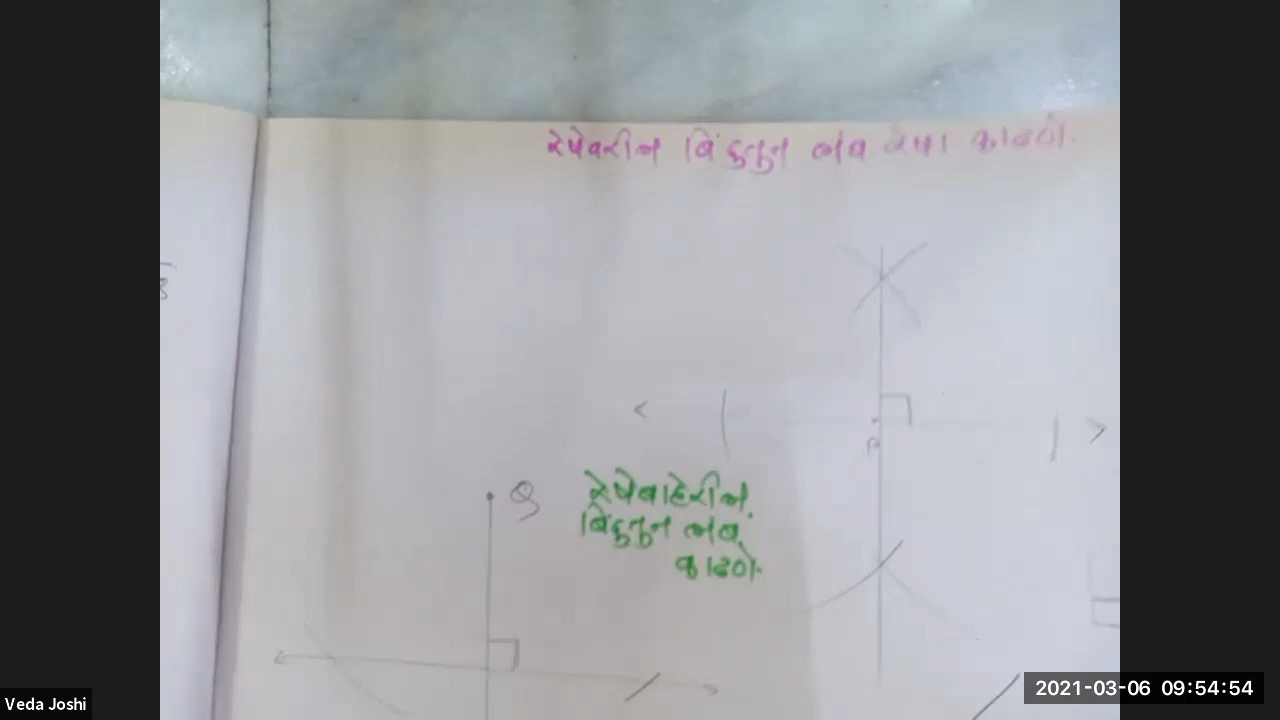 रेषेवरील बिंदुतुन लंब रेषा काढणे.
P
Q
रेषेबाहेरील
बिंदुतुन लंब
काढणे.
Veda Joshi
2021-03-06 09:54:54